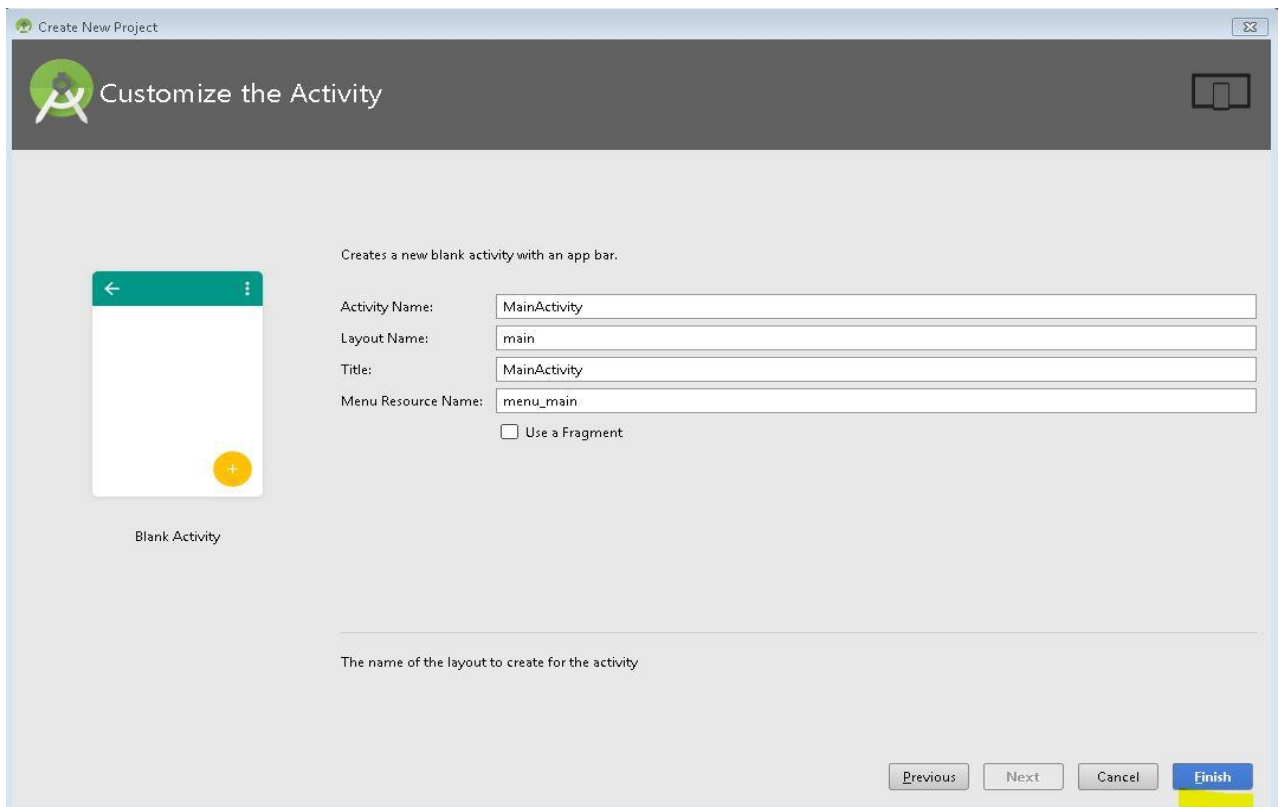 Create New Project
Customize the Activity
Creates a new blank activity with an app bar.
Activity Name: MainActivity
Layout Name: main
Title: MainActivity
Menu Resource Name: menu_main
Use a Fragment
Blank Activity
The name of the layout to create for the activity
Previous Next Cancel Finish